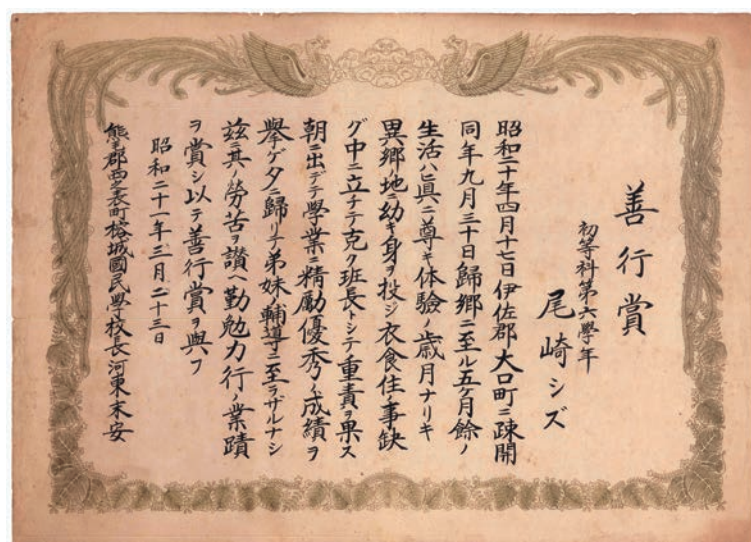 善行賞
初等科第六學年
尾崎シズ
昭和二十年四月十七日伊佐郡大口町ニ疎開
同年九月三十日歸郷ニ至ル五ケ月餘ノ
生活ハ眞ニ尊キ体驗ノ歳月ナリキ
異郷ノ地ニ幼キ身ヲ投ジ衣食住ノ事缺
グ中ニ立チテ克ク班長トシテ重責ヲ果ス
朝ニ出デテ學業ニ精勵優秀ノ成績ヲ
擧ゲ夕ニ歸リテ弟妹ノ輔導ニ至ラザルナシ
茲ニ其ノ勞苦ヲ讃ヘ勤勉力行ノ業蹟
ヲ賞シ以テ善行賞ヲ與フ
昭和二十一年三月二十三日
熊毛郡西之表町榕城國民學校長河東末安